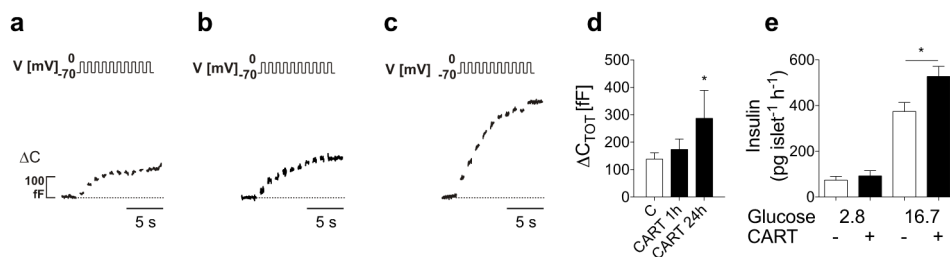 a
V [mV]
0
-70
ΔC
100
fF
5 s
b
V [mV]
0
-70
5 s
c
V [mV]
0
-70
5 s
d
ΔC_TOT [fF]
500
400
300
200
100
0
*
C
CART 1h
CART 24h
e
Insulin
(pg islet⁻¹ h⁻¹)
600
400
200
0
*
Glucose 2.8 16.7
CART - + - +